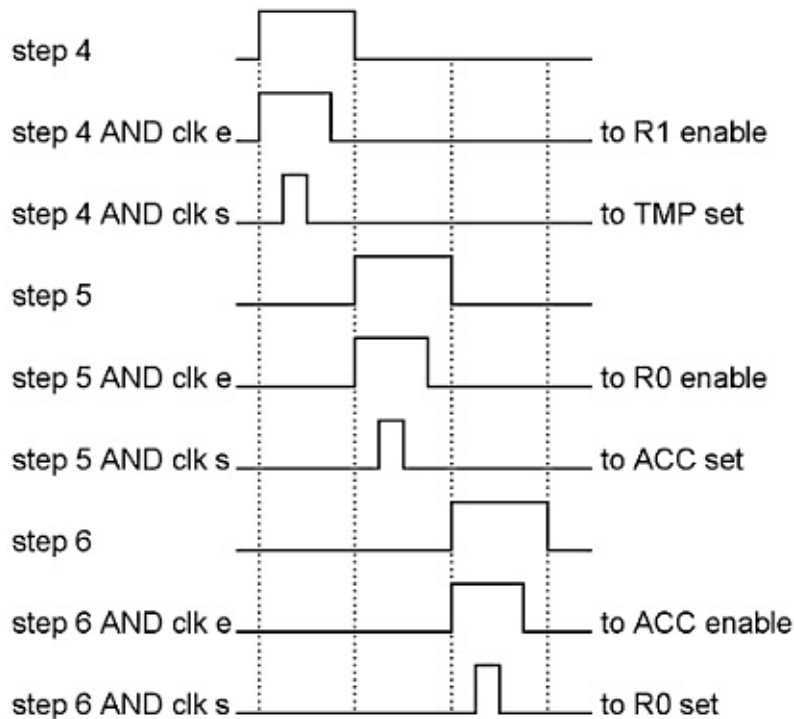 step 4
step 4 AND clk e to R1 enable
step 4 AND clk s to TMP set
step 5
step 5 AND clk e to R0 enable
step 5 AND clk s to ACC set
step 6
step 6 AND clk e to ACC enable
step 6 AND clk s to R0 set